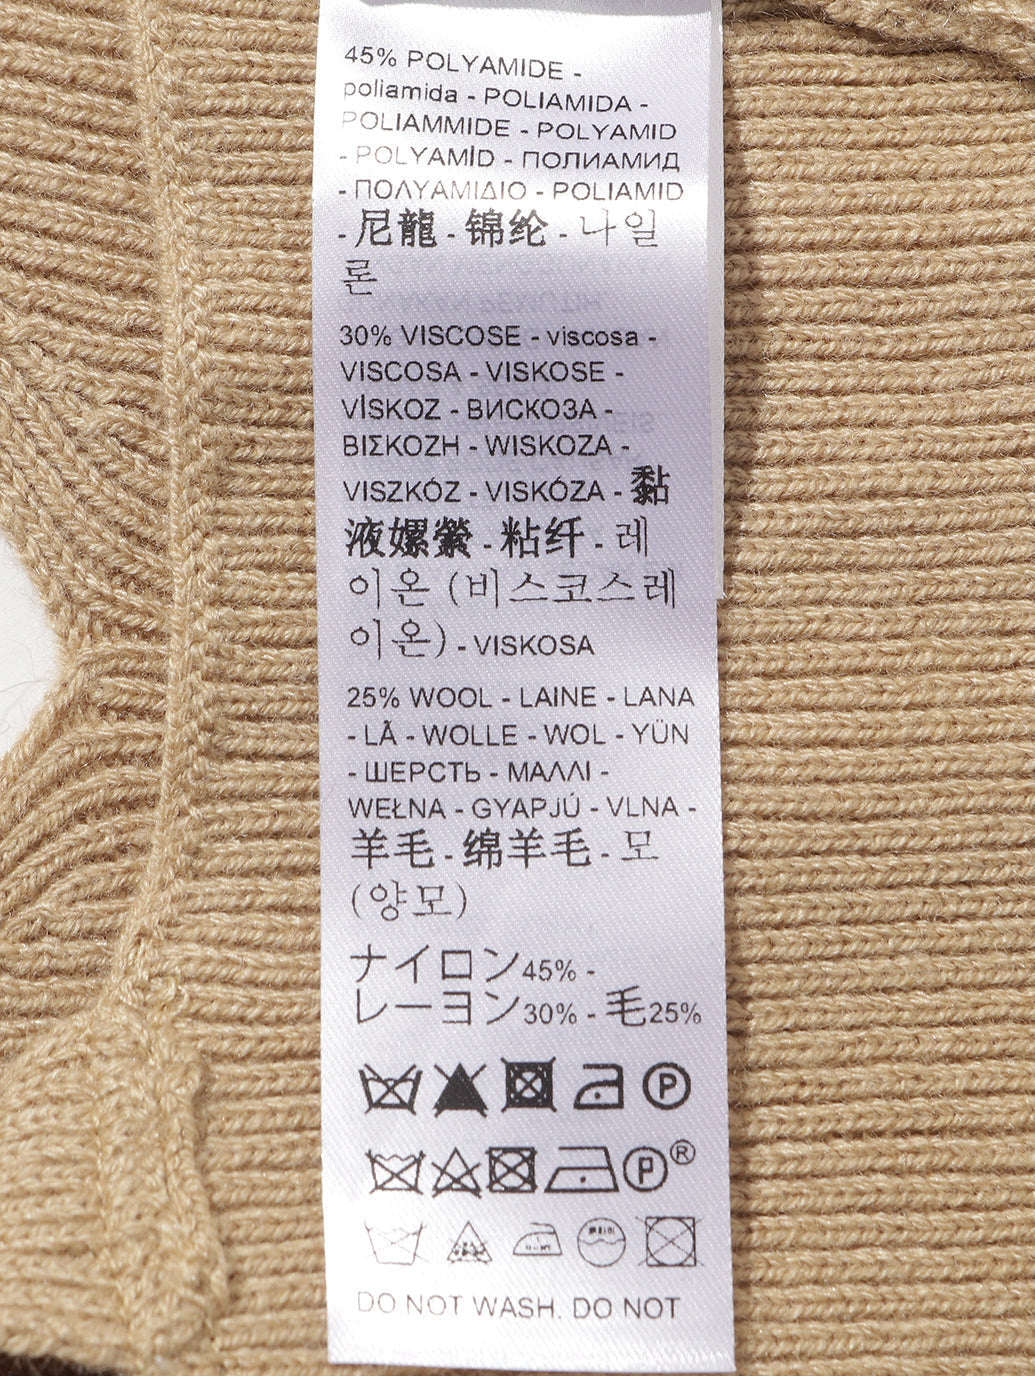 45% POLYAMIDE -
poliamida - POLIAMIDA -
POLIAMMIDE - POLYAMID
- POLYAMİD - ПОЛИАМИД
- ΠΟΛΥΑΜΙΔΙΟ - POLIAMID
- 尼龍 - 锦纶 - 나일
론
30% VISCOSE - viscosa -
VISCOSA - VISKOSE -
VİSKOZ - ВИСКОЗА -
ΒΙΣΚΟΖΗ - WISKOZA -
VISZKÓZ - VISKÓZA - 黏
液嫘縈 - 粘纤 - 레
이온 (비스코스레
이온) - VISKOSA
25% WOOL - LAINE - LANA
- LÃ - WOLLE - WOL - YÜN
- ШЕРСТЬ - ΜΑΛΛΙ -
WEŁNA - GYAPJÚ - VLNA -
羊毛 - 绵羊毛 - 모
(양모)
ナイロン45% -
レーヨン30% - 毛25%
P
P®
DO NOT WASH. DO NOT